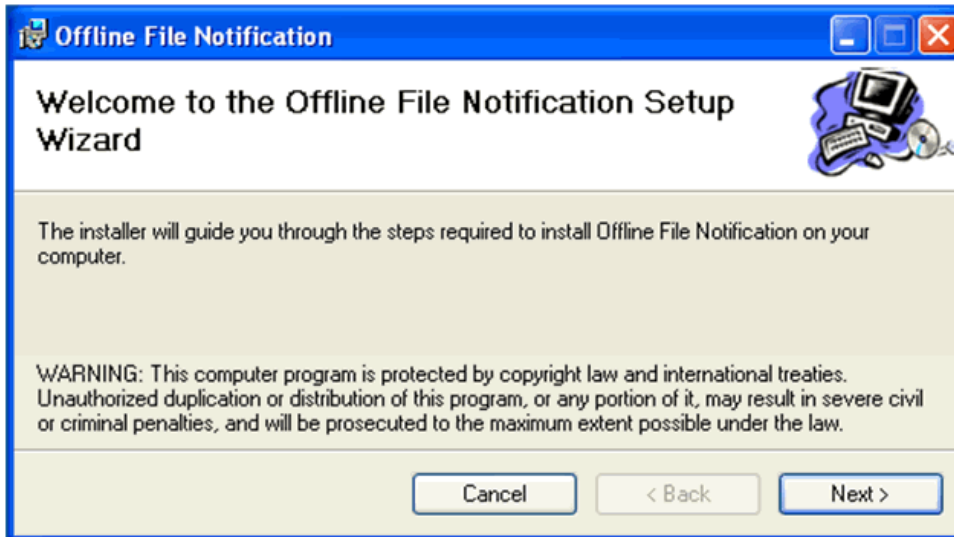 Offline File Notification
Welcome to the Offline File Notification Setup
Wizard
The installer will guide you through the steps required to install Offline File Notification on your
computer.
WARNING: This computer program is protected by copyright law and international treaties.
Unauthorized duplication or distribution of this program, or any portion of it, may result in severe civil
or criminal penalties, and will be prosecuted to the maximum extent possible under the law.
Cancel
< Back
Next >